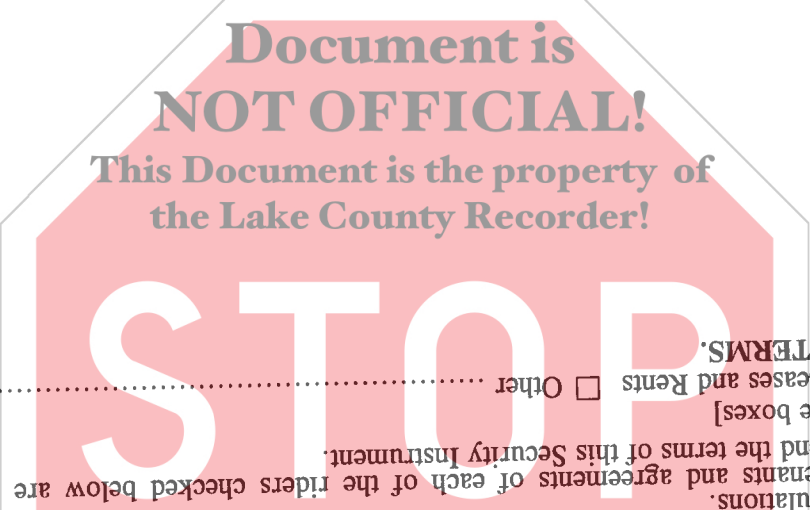 Document is
NOT OFFICIAL!
This Document is the property of
the Lake County Recorder!
STOP
ulations.
enants and agreements of each of the riders checked below are
nd the terms of this Security Instrument.
e boxes]
eases and Rents ☐ Other ................................................................
TERMS.